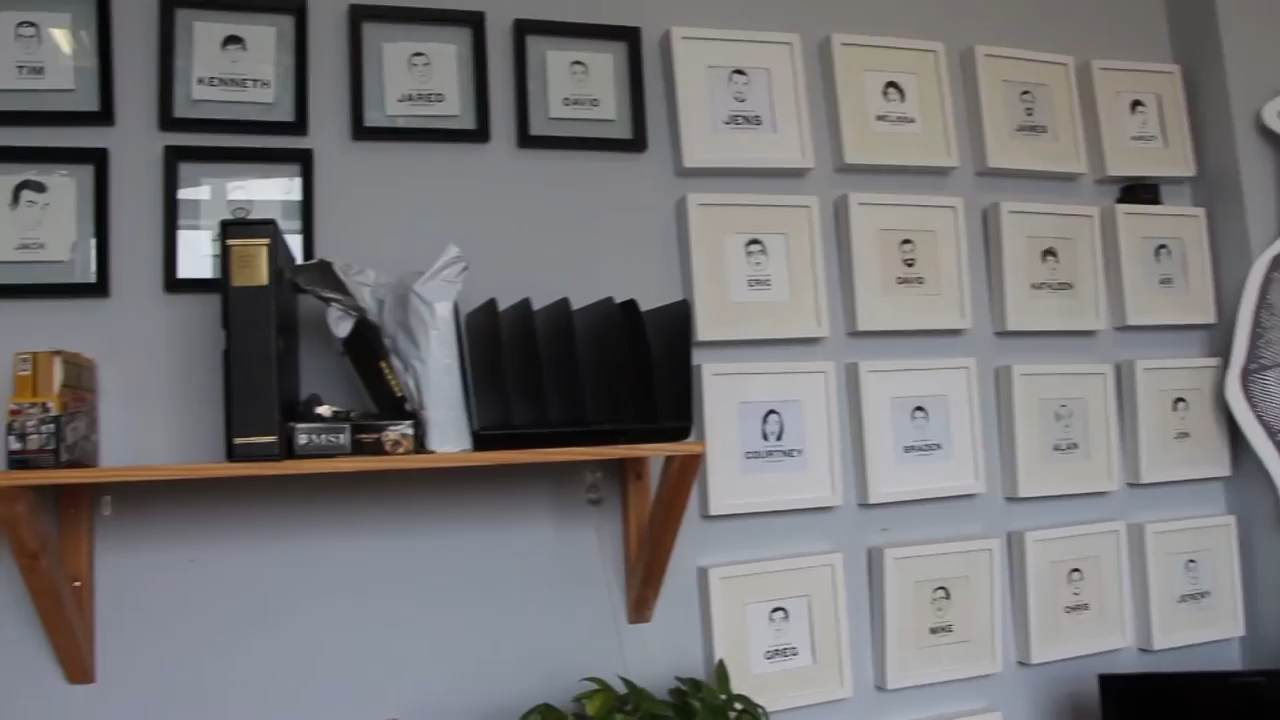 TIM
KENNETH
JARED
DAVID
JENS
MELISSA
JAMES
JACK
ERIC
DAVID
KATHLEEN
ARI
MSI
COURTNEY
BRADEN
ALAN
JON
GREG
MIKE
CHRIS
JEREMY